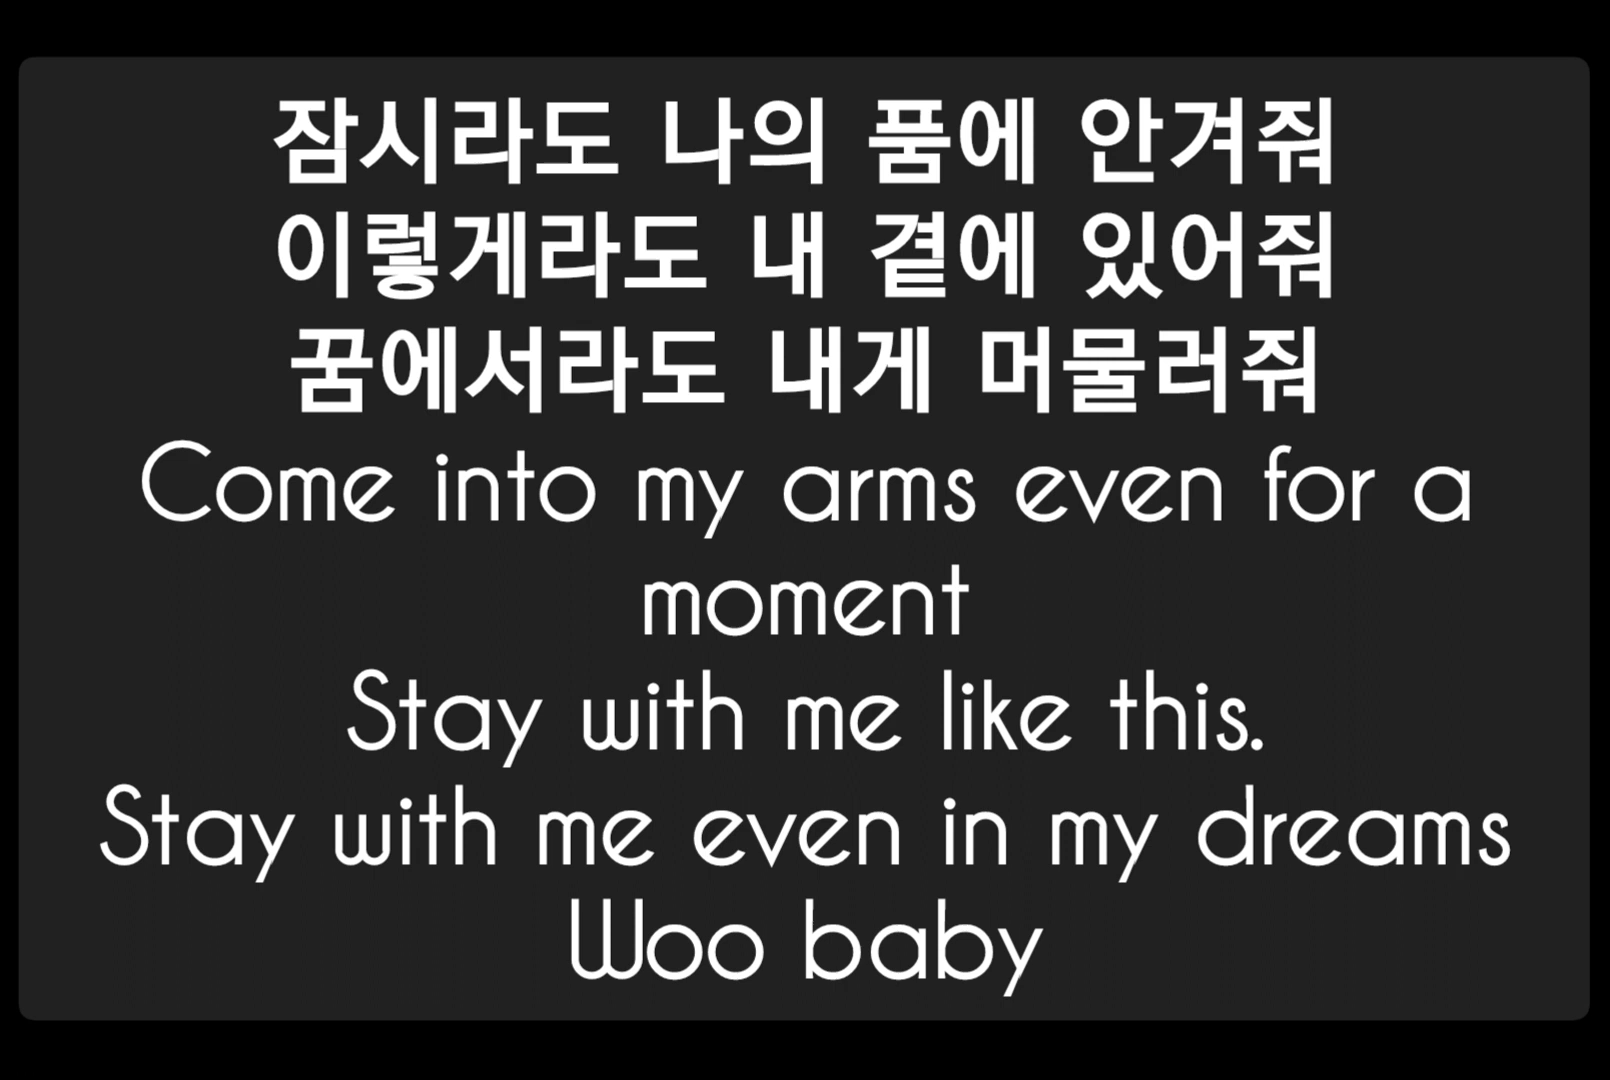 잠시라도 나의 품에 안겨줘
이렇게라도 내 곁에 있어줘
꿈에서라도 내게 머물러줘
Come into my arms even for a
moment
Stay with me like this.
Stay with me even in my dreams
Woo baby